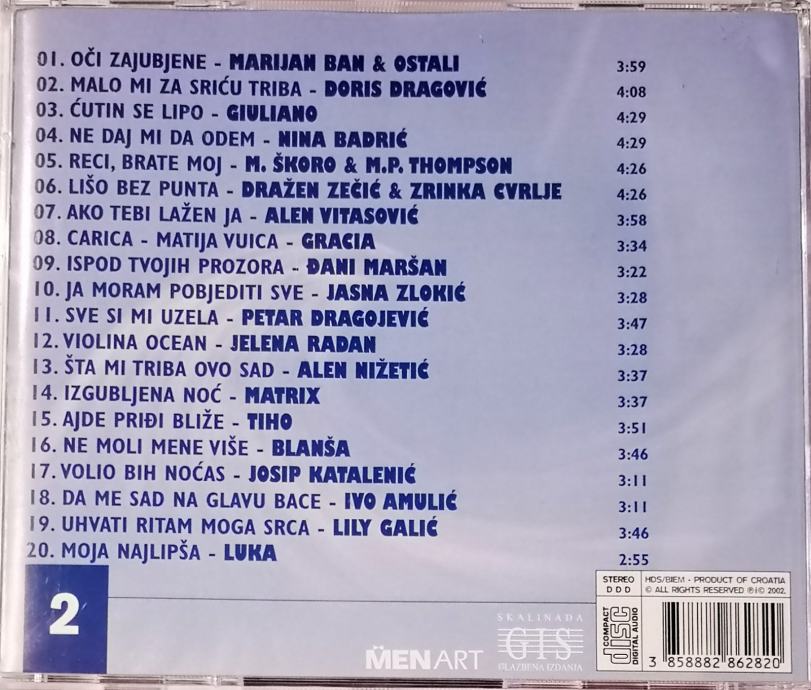 01. OČI ZAJUBJENE - MARIJAN BAN & OSTALI 3:59
02. MALO MI ZA SRIĆU TRIBA - DORIS DRAGOVIĆ 4:08
03. ĆUTIN SE LIPO - GIULIANO 4:29
04. NE DAJ MI DA ODEM - NINA BADRIĆ 4:29
05. RECI, BRATE MOJ - M. ŠKORO & M.P. THOMPSON 4:26
06. LIŠO BEZ PUNTA - DRAŽEN ZEČIĆ & ZRINKA CVRLJE 4:26
07. AKO TEBI LAŽEN JA - ALEN VITASOVIĆ 3:58
08. CARICA - MATIJA VUICA - GRACIA 3:34
09. ISPOD TVOJIH PROZORA - ĐANI MARŠAN 3:22
10. JA MORAM POBJEDITI SVE - JASNA ZLOKIĆ 3:28
11. SVE SI MI UZELA - PETAR DRAGOJEVIĆ 3:47
12. VIOLINA OCEAN - JELENA RADAN 3:28
13. ŠTA MI TRIBA OVO SAD - ALEN NIŽETIĆ 3:37
14. IZGUBLJENA NOĆ - MATRIX 3:37
15. AJDE PRIĐI BLIŽE - TIHO 3:51
16. NE MOLI MENE VIŠE - BLANŠA 3:46
17. VOLIO BIH NOĆAS - JOSIP KATALENIĆ 3:11
18. DA ME SAD NA GLAVU BACE - IVO AMULIĆ 3:11
19. UHVATI RITAM MOGA SRCA - LILY GALIĆ 3:46
20. MOJA NAJLIPŠA - LUKA 2:55
2
MENART
SKALINADA
GIS
GLAZBENA IZDANJA
STEREO
D D D
HDS/BIEM - PRODUCT OF CROATIA
© ALL RIGHTS RESERVED ℗i© 2002.
COMPACT
disc
DIGITAL AUDIO
3 858882 862820